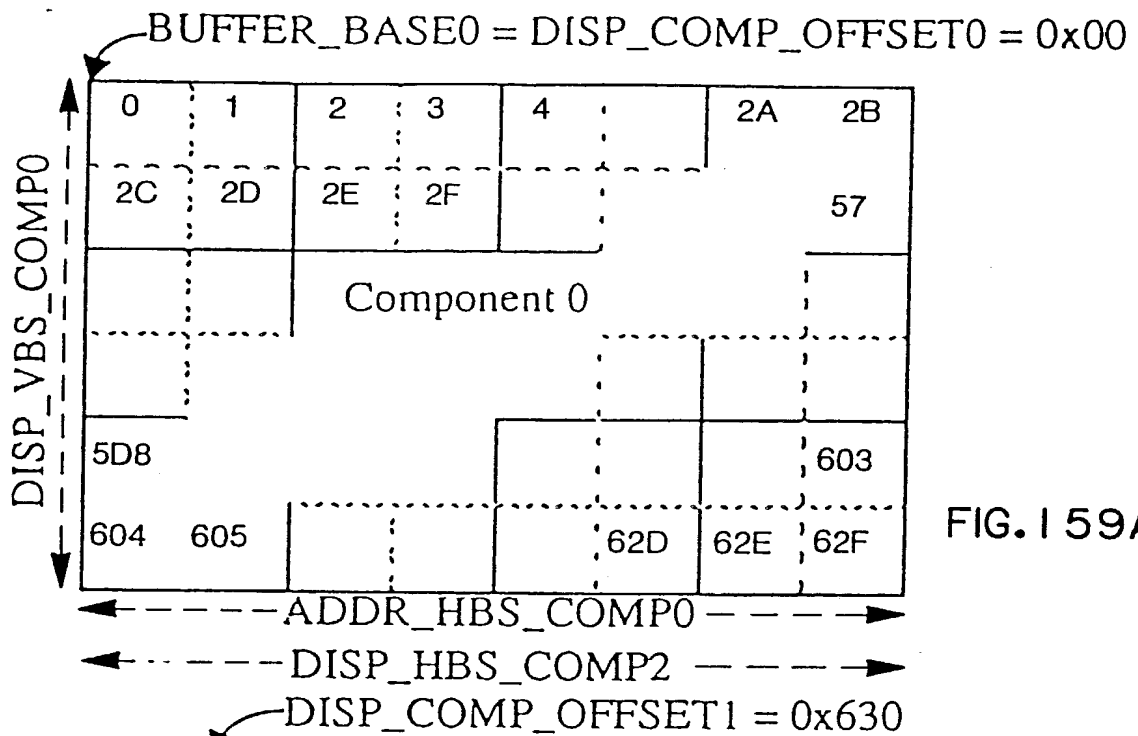 BUFFER_BASE0 = DISP_COMP_OFFSET0 = 0x00
0 1 2 3 4 2A 2B
2C 2D 2E 2F 57
DISP_VBS_COMP0
Component 0
5D8 603
604 605 62D 62E 62F
FIG.159A
ADDR_HBS_COMP0
DISP_HBS_COMP2
DISP_COMP_OFFSET1 = 0x630